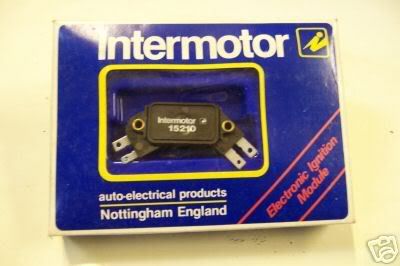 Intermotor
Intermotor
15210
auto-electrical products
Nottingham England
Electronic Ignition
Module